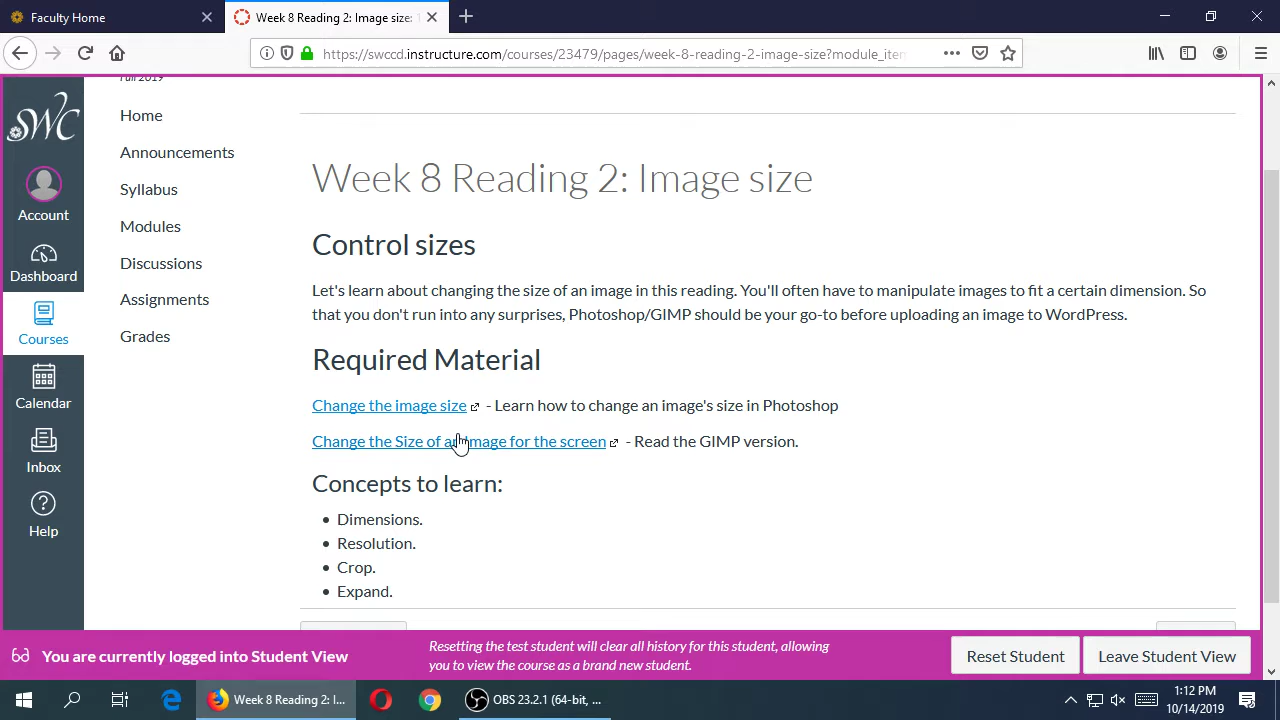 Faculty Home
Week 8 Reading 2: Image size:
https://swccd.instructure.com/courses/23479/pages/week-8-reading-2-image-size?module_item
Fall 2019
SWC
Account
Dashboard
Courses
Calendar
Inbox
Help
Home
Announcements
Syllabus
Modules
Discussions
Assignments
Grades
Week 8 Reading 2: Image size
Control sizes
Let's learn about changing the size of an image in this reading. You'll often have to manipulate images to fit a certain dimension. So
that you don't run into any surprises, Photoshop/GIMP should be your go-to before uploading an image to WordPress.
Required Material
Change the image size - Learn how to change an image's size in Photoshop
Change the Size of an Image for the screen - Read the GIMP version.
Concepts to learn:
Dimensions.
Resolution.
Crop.
Expand.
You are currently logged into Student View
Resetting the test student will clear all history for this student, allowing
you to view the course as a brand new student.
Reset Student
Leave Student View
Week 8 Reading 2: I...
OBS 23.2.1 (64-bit, ...
1:12 PM
10/14/2019